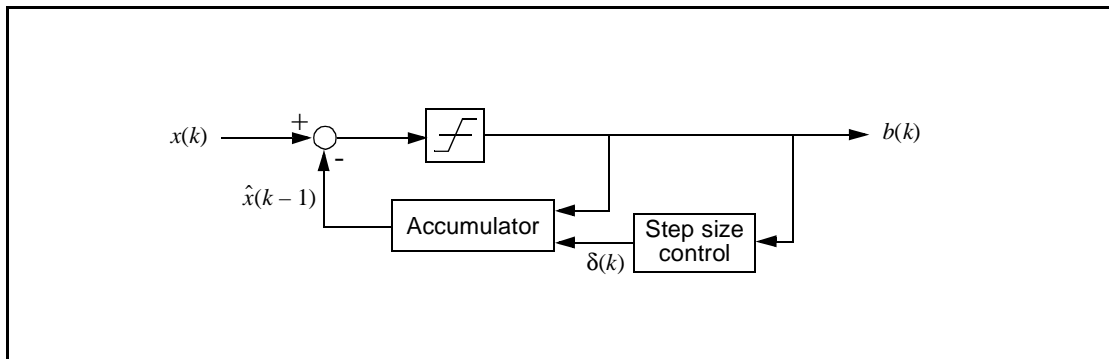 x(k)
+
-
b(k)
x̂(k – 1)
Accumulator
δ(k)
Step size
control